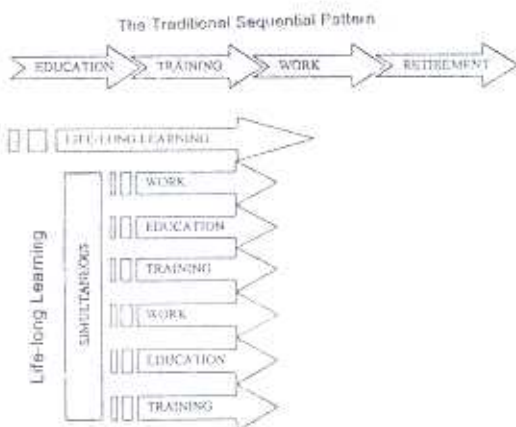 The Traditional Sequential Pattern
EDUCATION TRAINING WORK RETIREMENT
LIFE-LONG LEARNING
Life-long Learning
SIMULTANEOUS
WORK
EDUCATION
TRAINING
WORK
EDUCATION
TRAINING